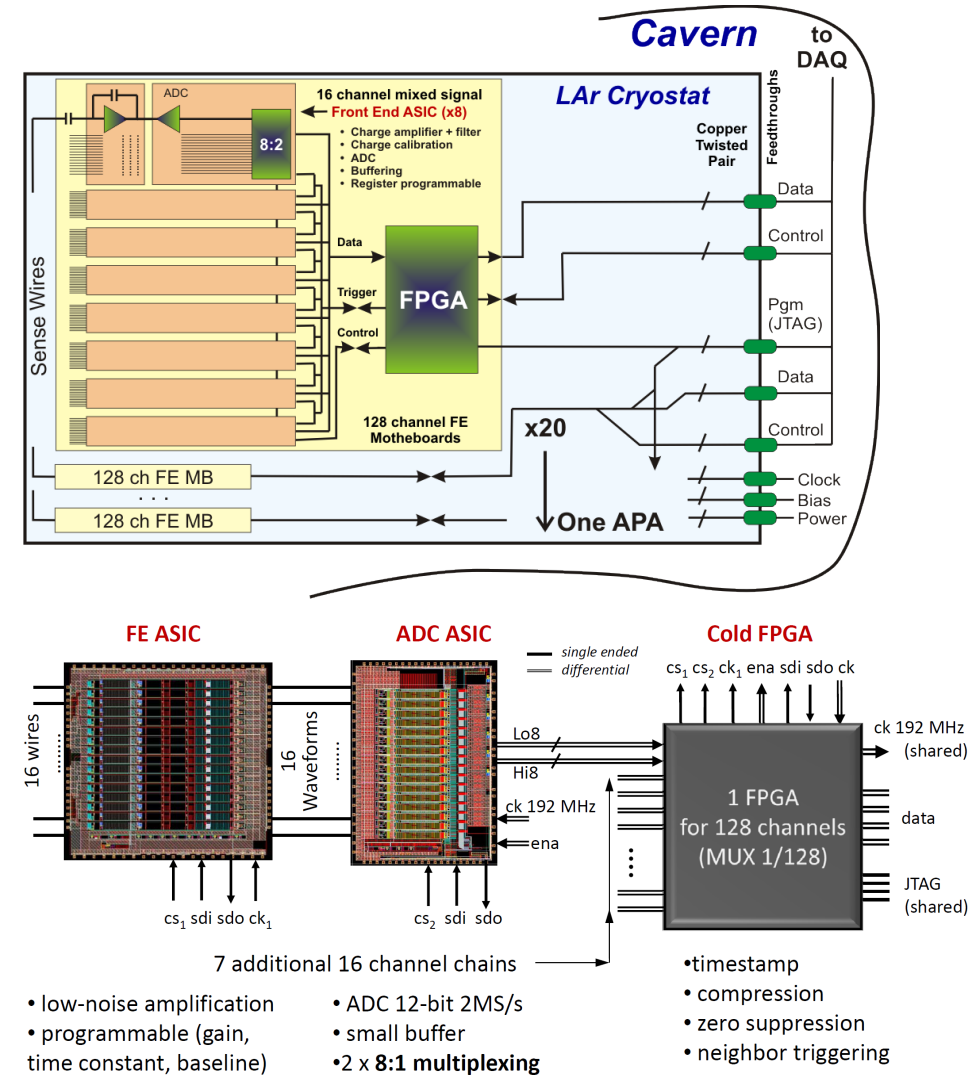 Cavern
to
DAQ
LAr Cryostat
Feedthroughs
Copper
Twisted
Pair
ADC
8:2
16 channel mixed signal
Front End ASIC (x8)
• Charge amplifier + filter
• Charge calibration
• ADC
• Buffering
• Register programmable
Sense Wires
Data
Trigger
Control
FPGA
128 channel FE
Motheboards
Data
Control
Pgm
(JTAG)
Data
Control
Clock
Bias
Power
x20
One APA
128 ch FE MB
. . .
128 ch FE MB
FE ASIC
ADC ASIC
Cold FPGA
single ended
differential
16 wires
........
16
Waveforms
........
cs1 sdi sdo ck1
Lo8
Hi8
ck 192 MHz
ena
cs2 sdi sdo
cs1 cs2 ck1 ena sdi sdo ck
ck 192 MHz
(shared)
1 FPGA
for 128 channels
(MUX 1/128)
data
JTAG
(shared)
7 additional 16 channel chains
• low-noise amplification
• programmable (gain,
time constant, baseline)
• ADC 12-bit 2MS/s
• small buffer
•2 x 8:1 multiplexing
•timestamp
• compression
• zero suppression
• neighbor triggering